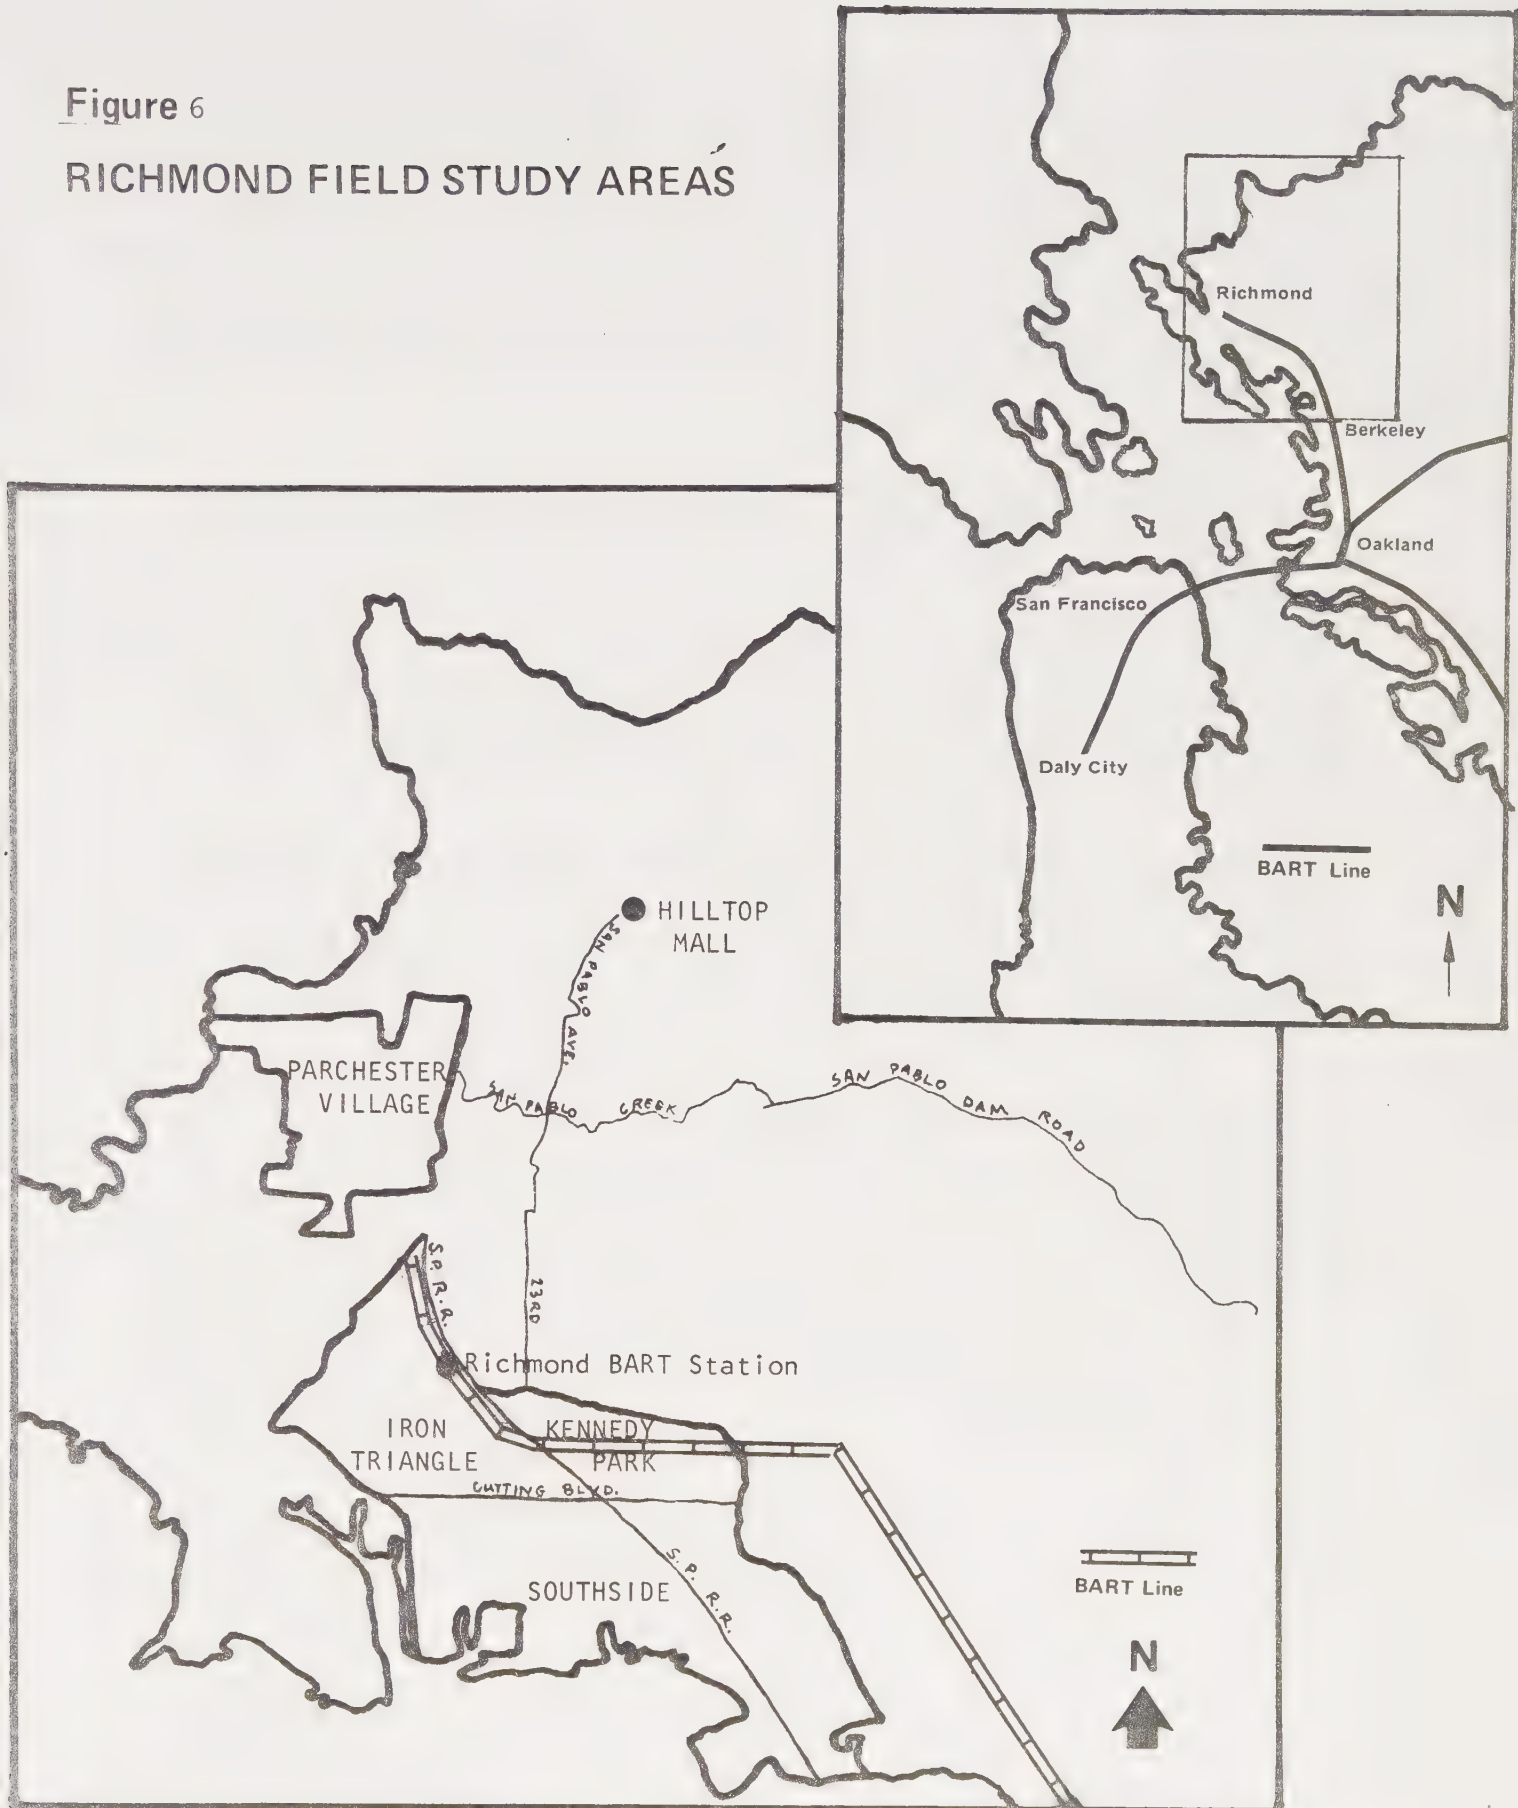 Figure 6
RICHMOND FIELD STUDY AREAS
Richmond
Berkeley
Oakland
San Francisco
Daly City
BART Line
N
HILLTOP
MALL
SAN PABLO AVE.
PARCHESTER
VILLAGE
SAN PABLO CREEK
SAN PABLO DAM ROAD
S.P. R.R.
23RD
Richmond BART Station
IRON
TRIANGLE
KENNEDY
PARK
CUTTING BLVD.
SOUTHSIDE
S.P. R.R.
BART Line
N